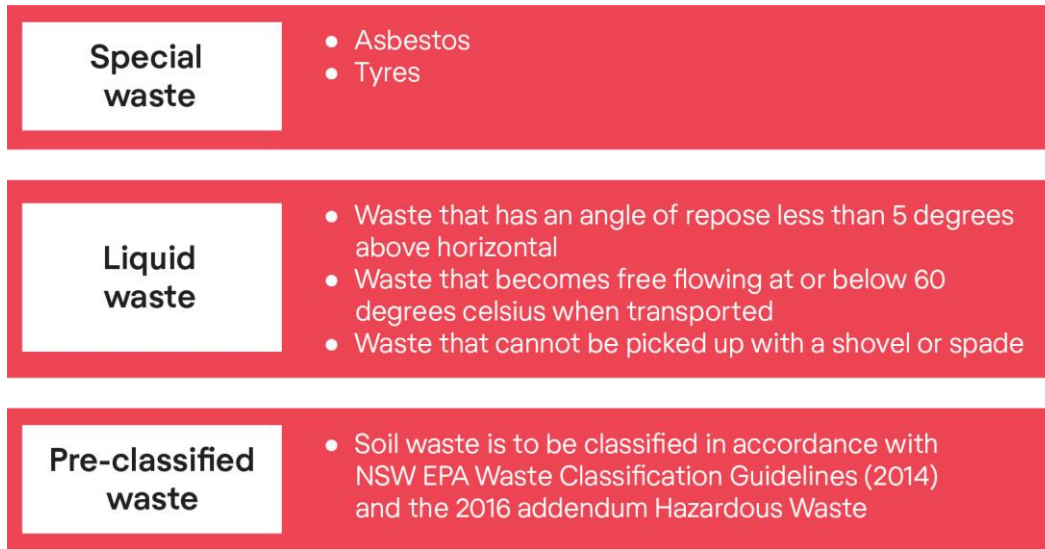 Special
waste
● Asbestos
● Tyres
Liquid
waste
● Waste that has an angle of repose less than 5 degrees
above horizontal
● Waste that becomes free flowing at or below 60
degrees celsius when transported
● Waste that cannot be picked up with a shovel or spade
Pre-classified
waste
● Soil waste is to be classified in accordance with
NSW EPA Waste Classification Guidelines (2014)
and the 2016 addendum Hazardous Waste